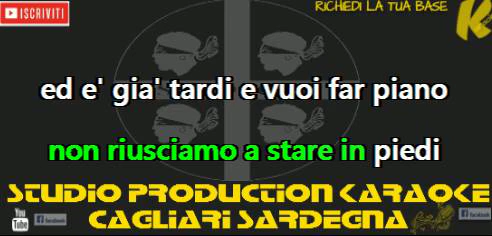 ISCRIVITI
RICHIEDI LA TUA BASE
K
ed e' gia' tardi e vuoi far piano
non riusciamo a stare in piedi
STUDIO PRODUCTION KARAOKE
CAGLIARI SARDEGNA
You
Tube
facebook
facebook